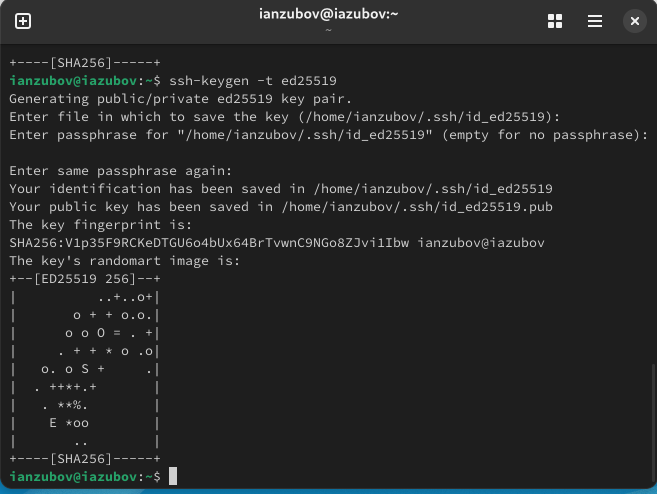 ianzubov@iazubov:~
~
+----[SHA256]-----+
ianzubov@iazubov:~$ ssh-keygen -t ed25519
Generating public/private ed25519 key pair.
Enter file in which to save the key (/home/ianzubov/.ssh/id_ed25519):
Enter passphrase for "/home/ianzubov/.ssh/id_ed25519" (empty for no passphrase):

Enter same passphrase again:
Your identification has been saved in /home/ianzubov/.ssh/id_ed25519
Your public key has been saved in /home/ianzubov/.ssh/id_ed25519.pub
The key fingerprint is:
SHA256:V1p35F9RCKeDTGU6o4bUx64BrTvwnC9NGo8ZJvi1Ibw ianzubov@iazubov
The key's randomart image is:
+--[ED25519 256]--+
|          ..+..o+|
|       o + + o.o.|
|      o o O = . +|
|     . + + * o .o|
|   o. o S +     .|
|  . ++*+.+       |
|   . **%.        |
|    E *oo        |
|       ..        |
+----[SHA256]-----+
ianzubov@iazubov:~$